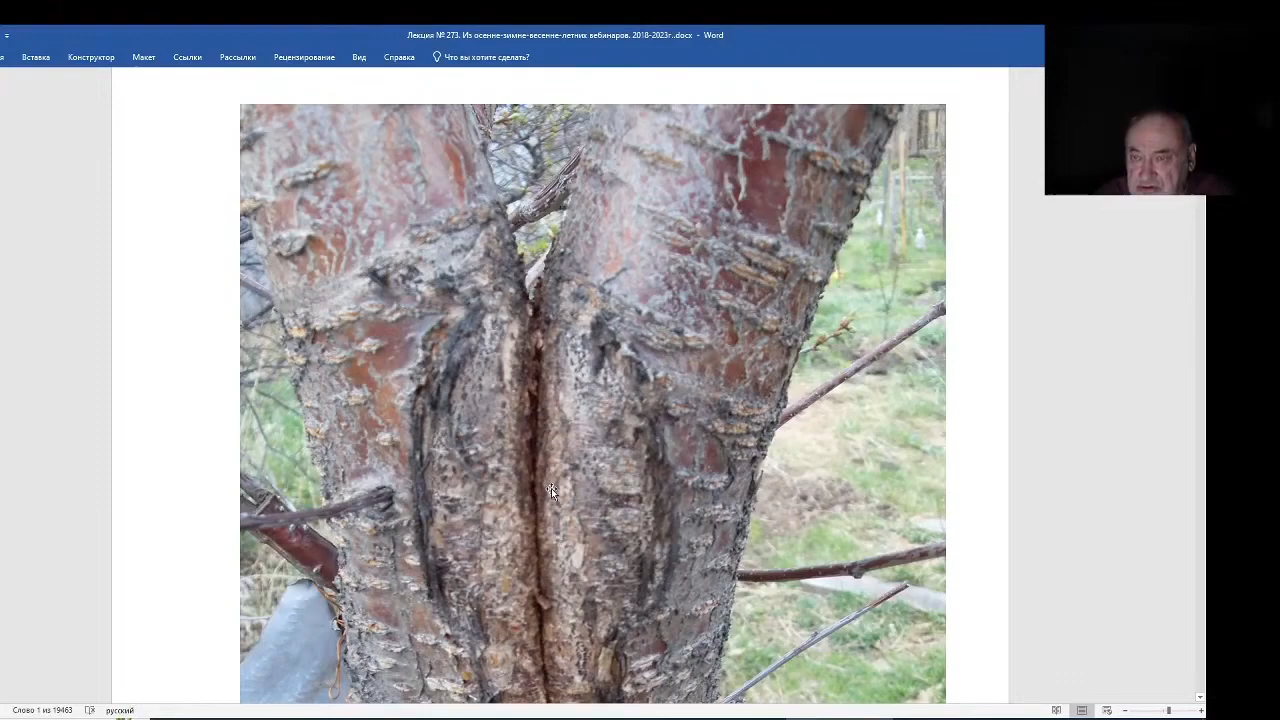 Лекция № 273. Из осенне-зимне-весенне-летних вебинаров. 2018-2023г..docx - Word
Вставка Конструктор Макет Ссылки Рассылки Рецензирование Вид Справка Что вы хотите сделать?
Слово 1 из 19463 русский